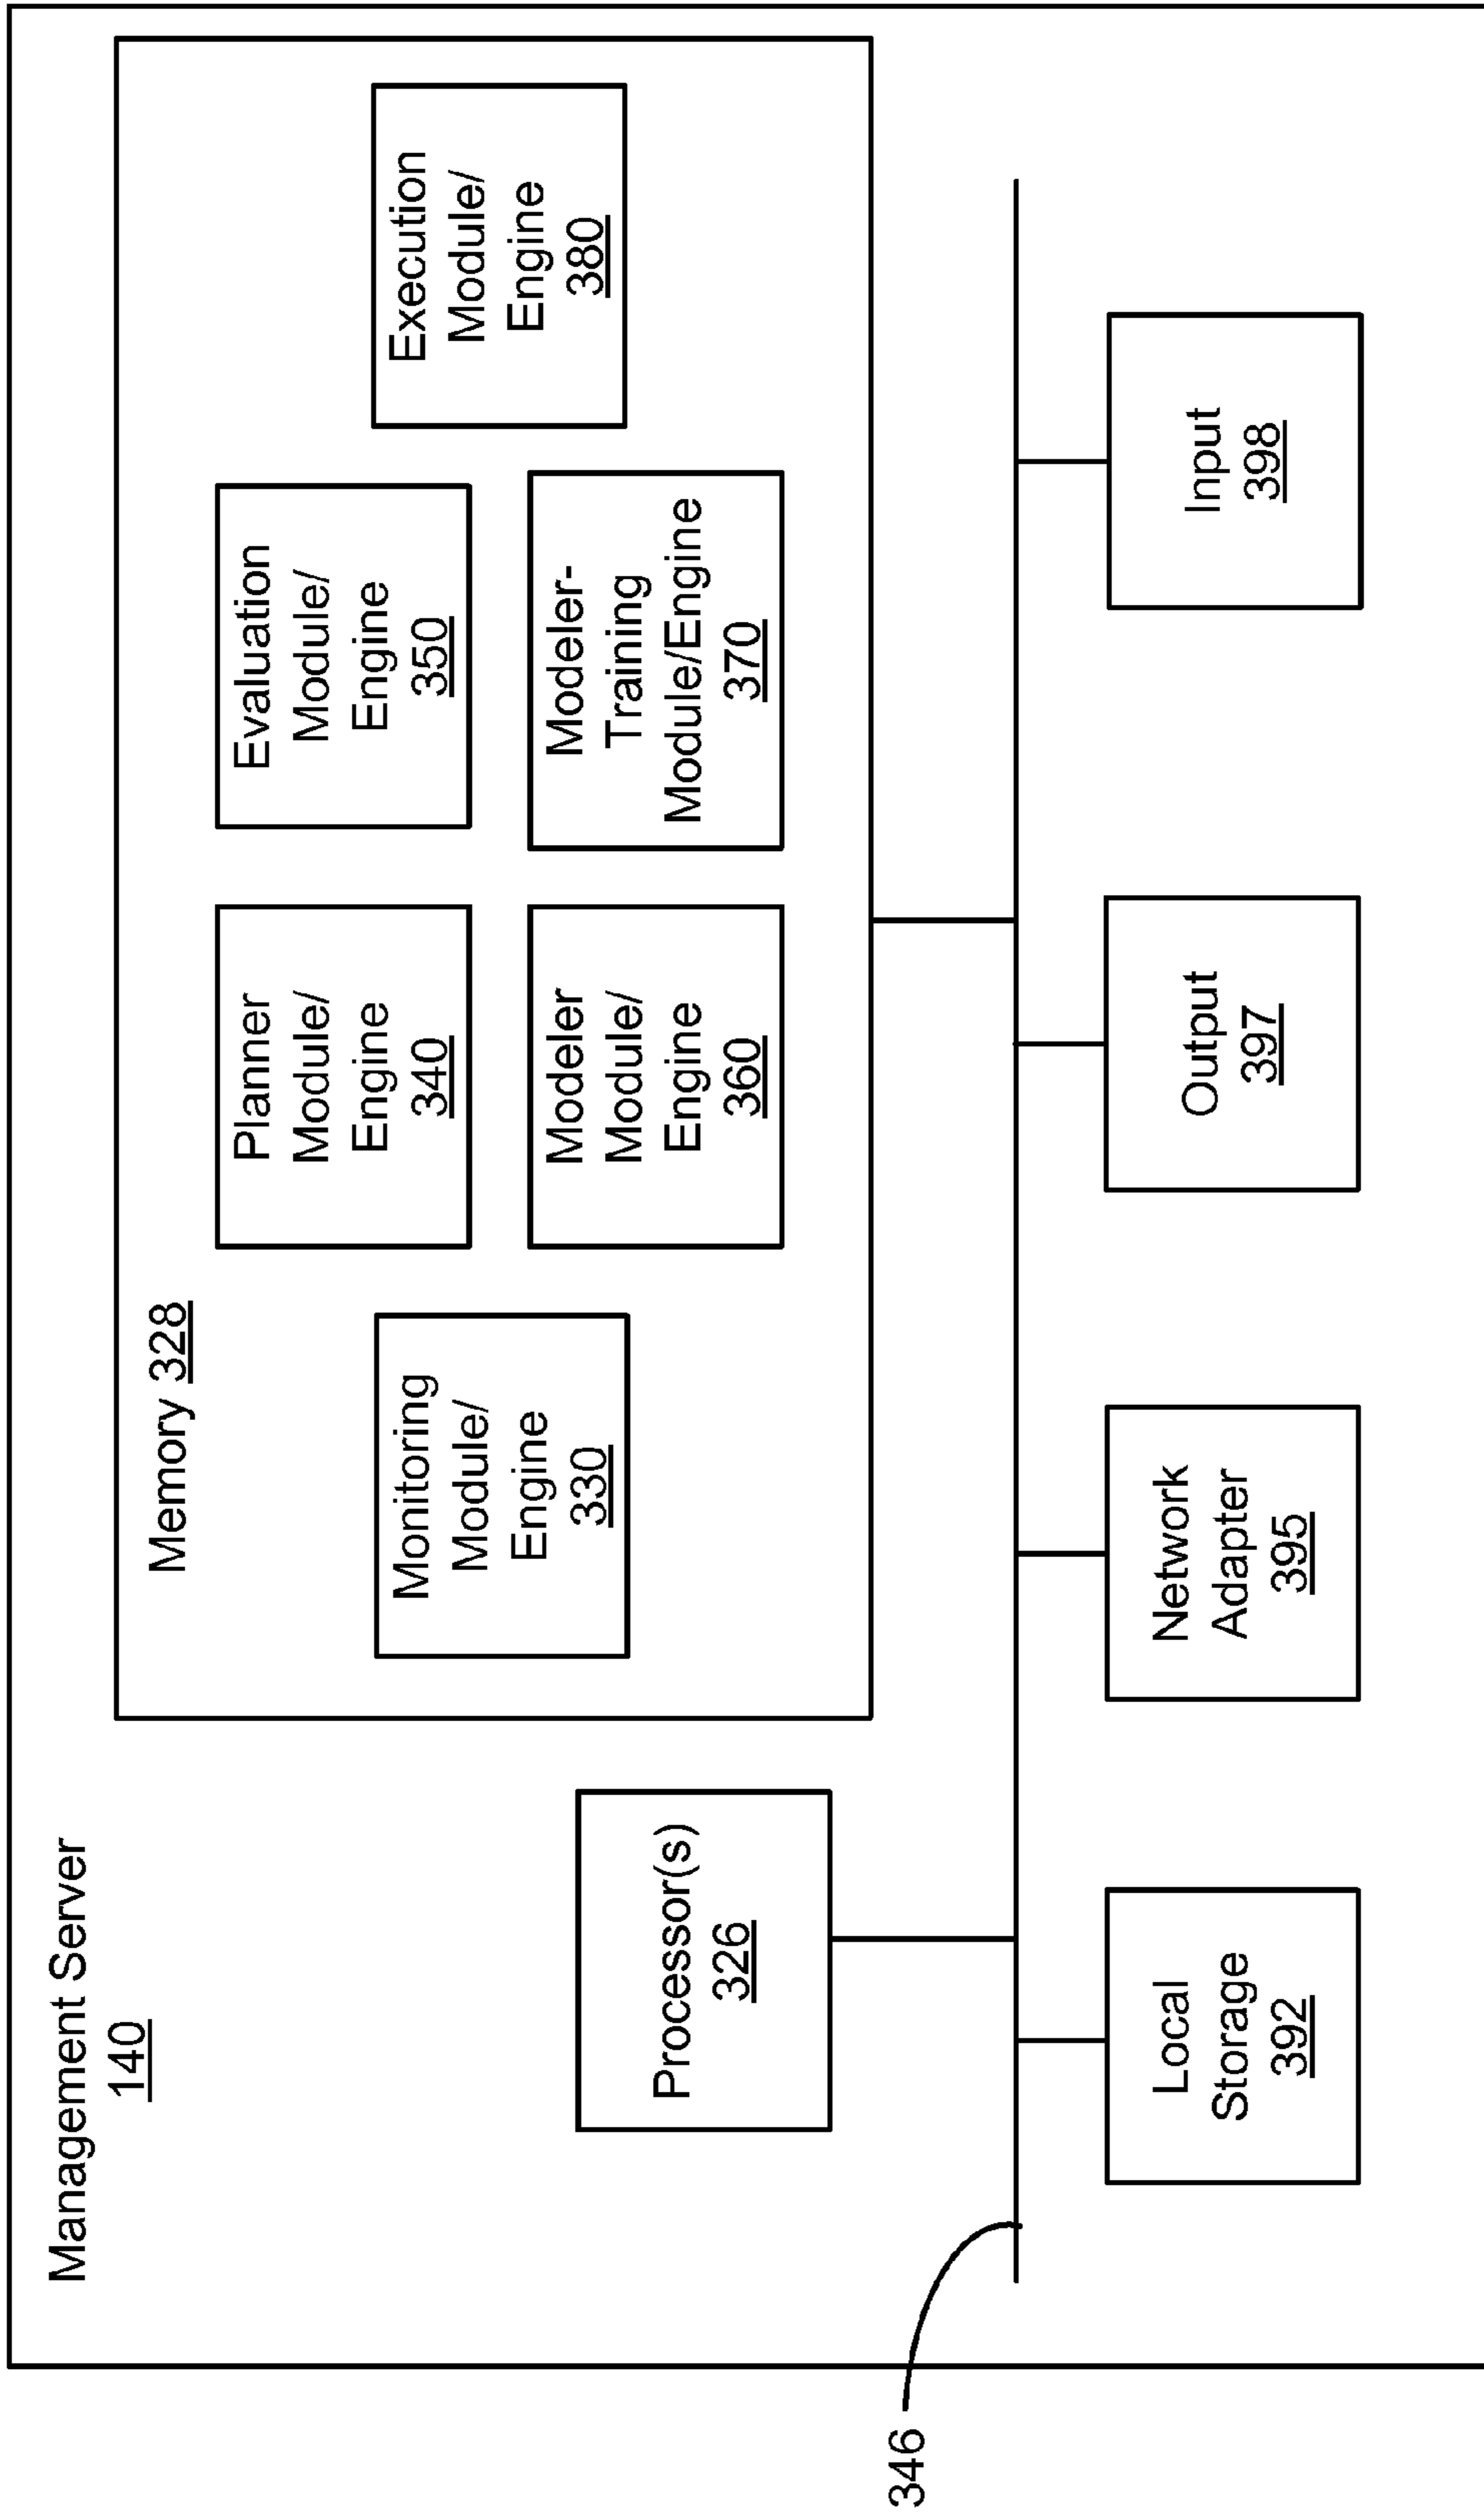 Management Server
140
Memory 328
Monitoring
Module/
Engine
330
Planner
Module/
Engine
340
Evaluation
Module/
Engine
350
Modeler
Module/
Engine
360
Modeler-
Training
Module/Engine
370
Execution
Module/
Engine
380
Processor(s)
326
346
Local
Storage
392
Network
Adapter
395
Output
397
Input
398